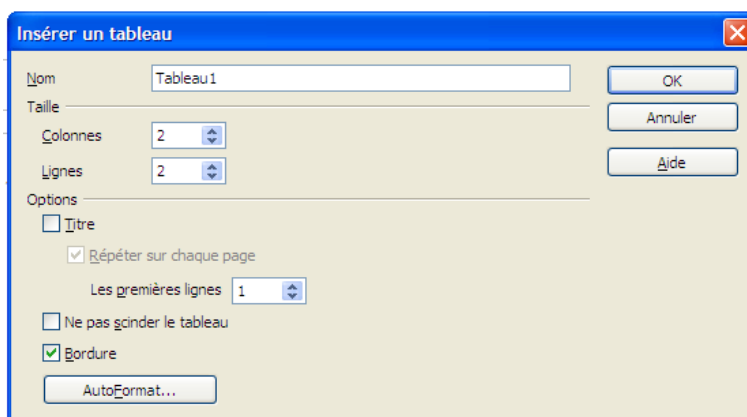 Insérer un tableau
Nom
Tableau1
OK
Taille
Annuler
Colonnes
2
Lignes
2
Aide
Options
Titre
Répéter sur chaque page
Les premières lignes
1
Ne pas scinder le tableau
Bordure
AutoFormat...